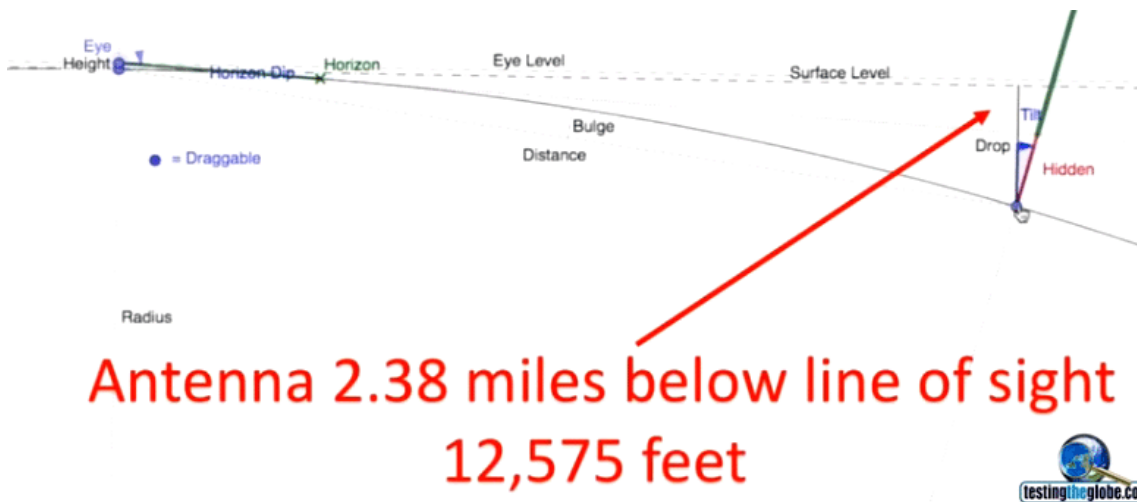 Eye
Height
Horizon Dip
Horizon
Eye Level
Surface Level
Tilt
Bulge
Drop
Distance
= Draggable
Hidden
Radius
Antenna 2.38 miles below line of sight
12,575 feet
testingtheglobe.co